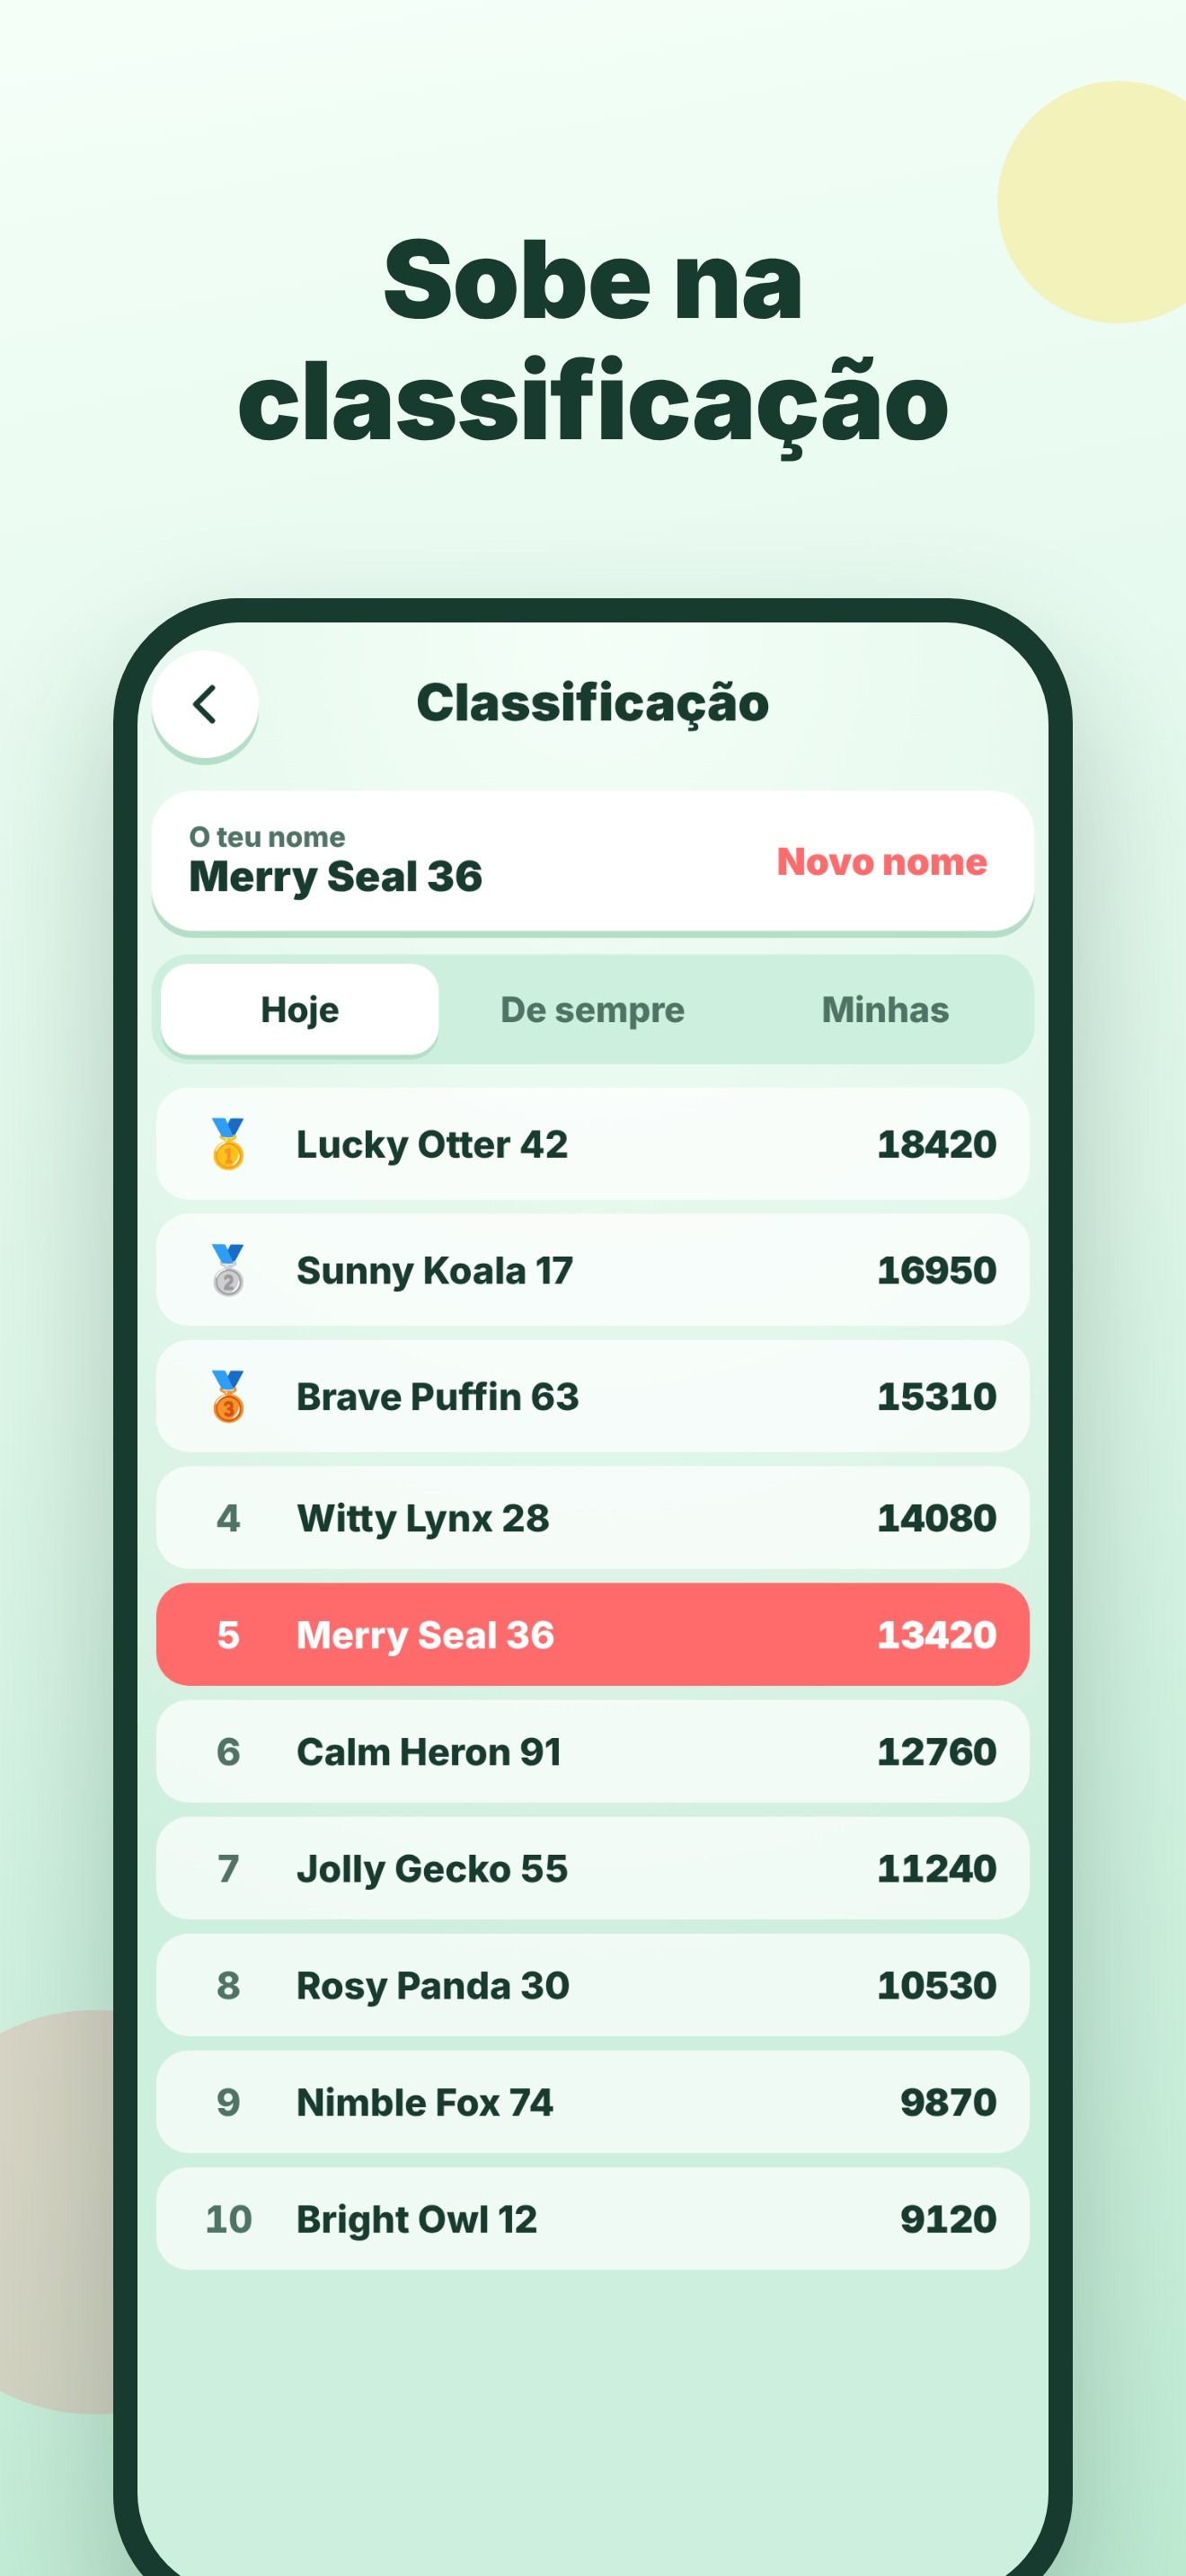 Sobe na
classificação
Classificação
O teu nome
Merry Seal 36
Novo nome
Hoje De sempre Minhas
1 Lucky Otter 42 18420
2 Sunny Koala 17 16950
3 Brave Puffin 63 15310
4 Witty Lynx 28 14080
5 Merry Seal 36 13420
6 Calm Heron 91 12760
7 Jolly Gecko 55 11240
8 Rosy Panda 30 10530
9 Nimble Fox 74 9870
10 Bright Owl 12 9120